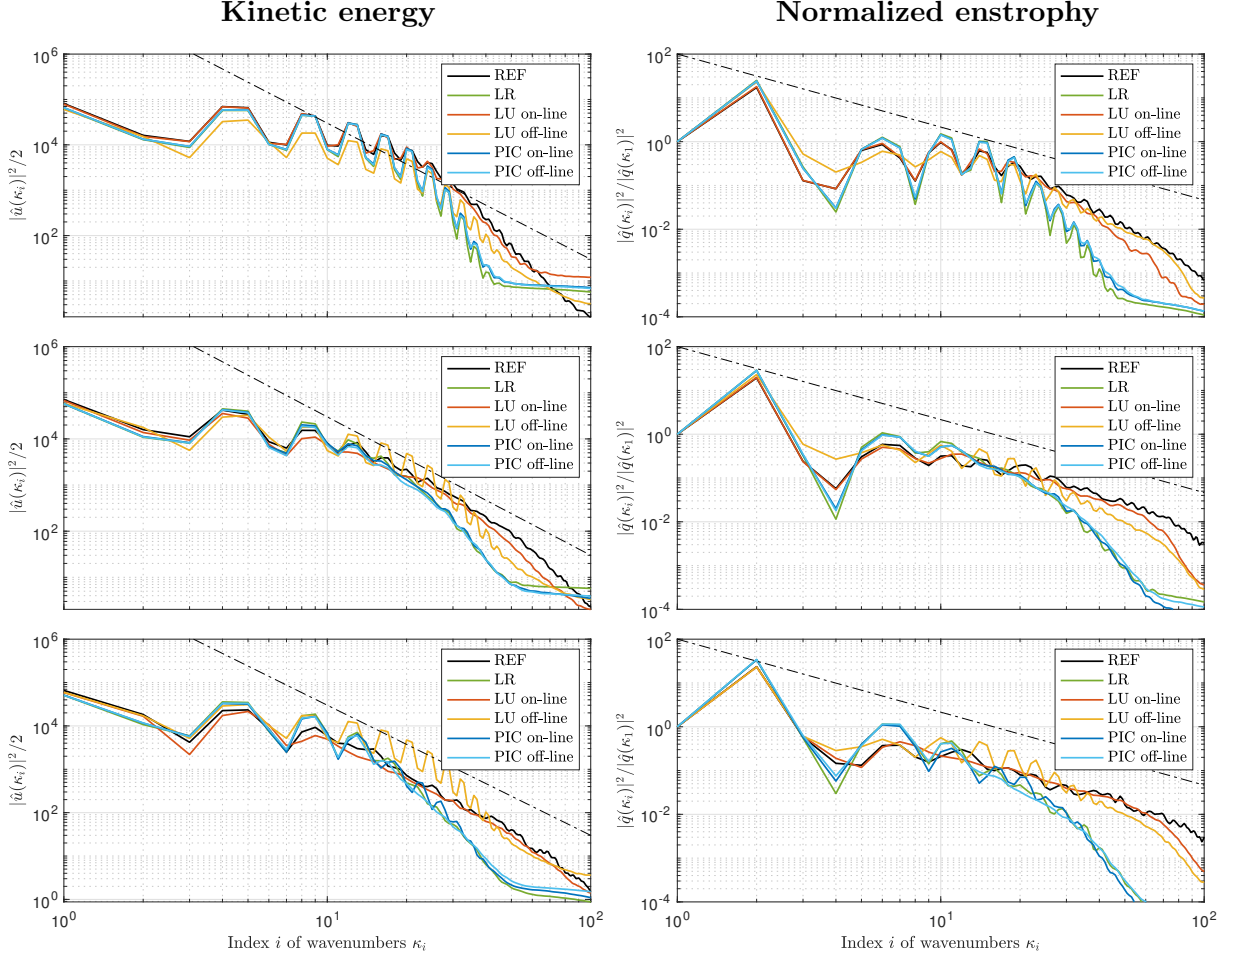 Kinetic energy
Normalized enstrophy
10^6
10^4
10^2
|û(κ_i)|^2/2
REF
LR
LU on-line
LU off-line
PIC on-line
PIC off-line
10^2
10^0
10^-2
10^-4
|q̂(κ_i)|^2/|q̂(κ_1)|^2
REF
LR
LU on-line
LU off-line
PIC on-line
PIC off-line
10^6
10^4
10^2
|û(κ_i)|^2/2
REF
LR
LU on-line
LU off-line
PIC on-line
PIC off-line
10^2
10^0
10^-2
10^-4
|q̂(κ_i)|^2/|q̂(κ_1)|^2
REF
LR
LU on-line
LU off-line
PIC on-line
PIC off-line
10^6
10^4
10^2
10^0
|û(κ_i)|^2/2
REF
LR
LU on-line
LU off-line
PIC on-line
PIC off-line
10^0
10^1
10^2
Index i of wavenumbers κ_i
10^2
10^0
10^-2
10^-4
|q̂(κ_i)|^2/|q̂(κ_1)|^2
REF
LR
LU on-line
LU off-line
PIC on-line
PIC off-line
10^0
10^1
10^2
Index i of wavenumbers κ_i